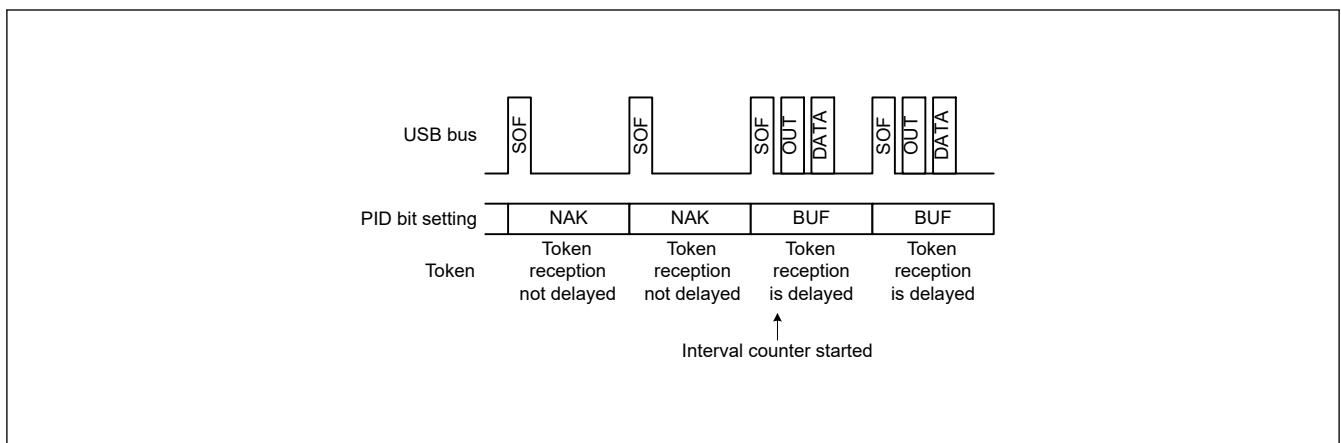 USB bus
SOF
SOF
SOF
OUT
DATA
SOF
OUT
DATA
PID bit setting
NAK
NAK
BUF
BUF
Token
Token
reception
not delayed
Token
reception
not delayed
Token
reception
is delayed
Token
reception
is delayed
Interval counter started